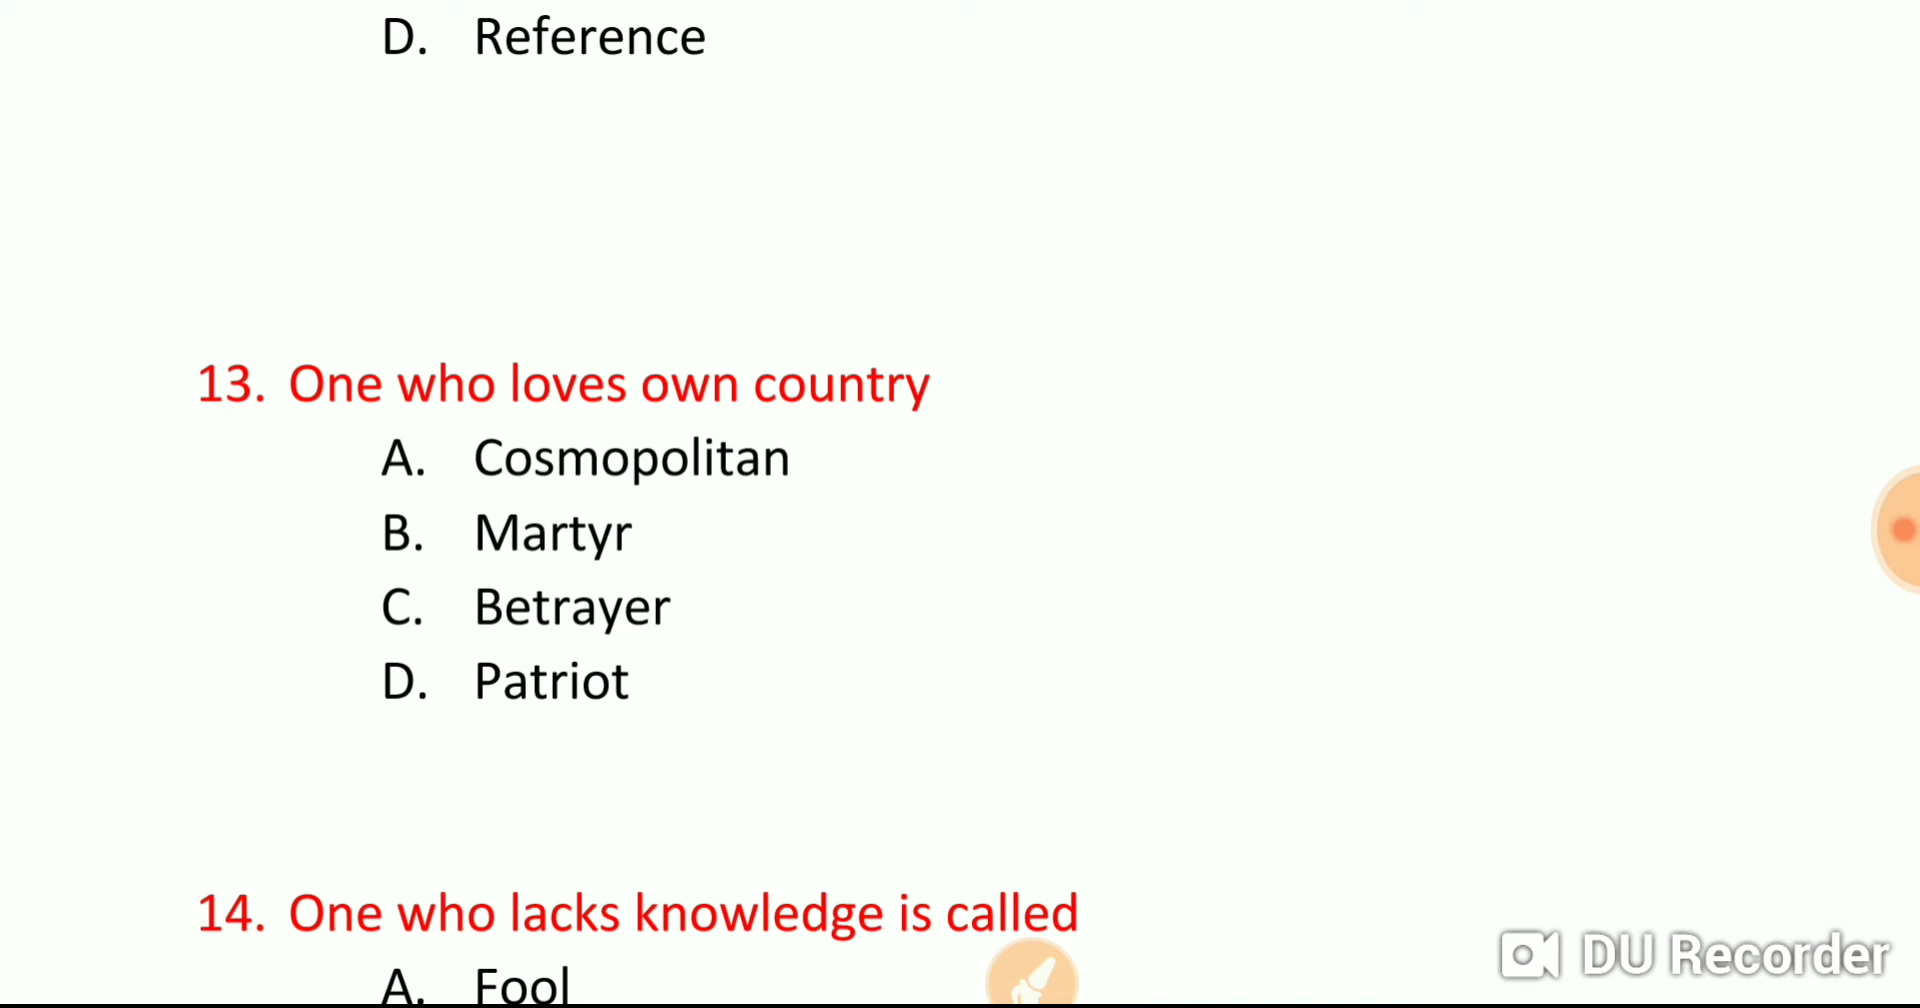 D. Reference
13. One who loves own country
A. Cosmopolitan
B. Martyr
C. Betrayer
D. Patriot
14. One who lacks knowledge is called
A. Fool
DU Recorder